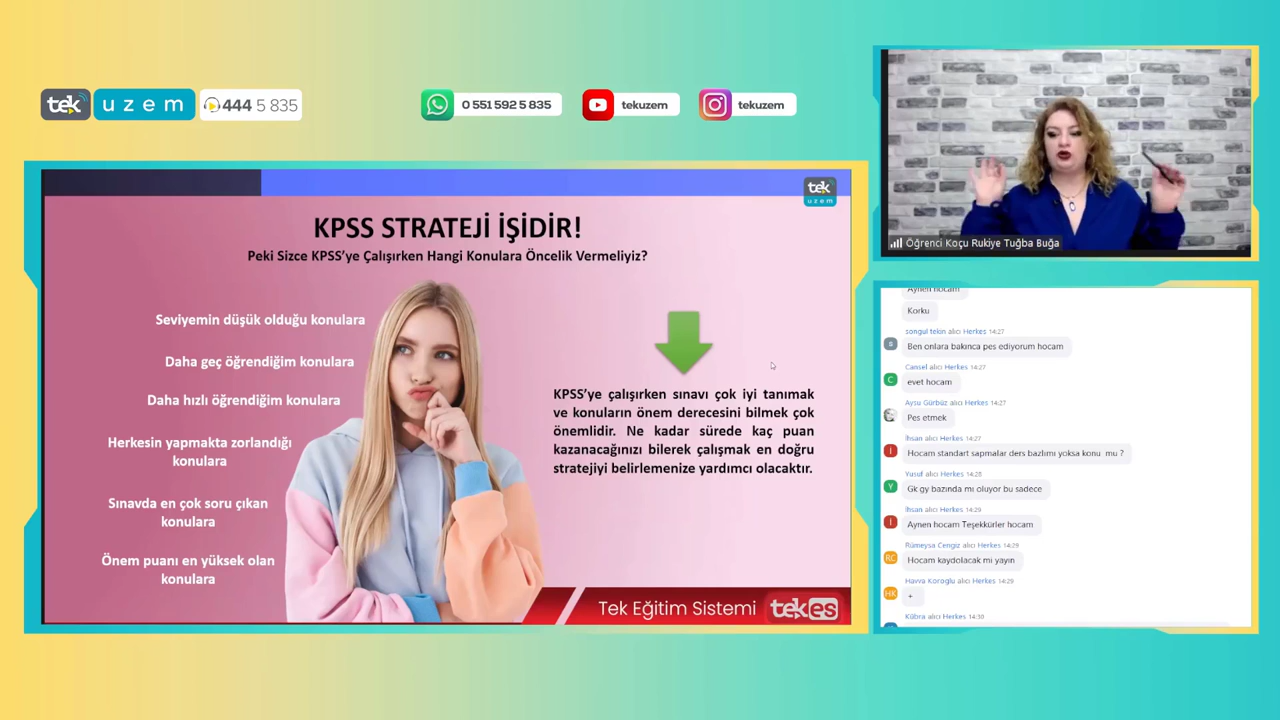 tek uzem 444 5 835
0 551 592 5 835
tekuzem
tekuzem
tek
uzem
KPSS STRATEJİ İŞİDİR!
Peki Sizce KPSS'ye Çalışırken Hangi Konulara Öncelik Vermeliyiz?
Seviyemin düşük olduğu konulara
Daha geç öğrendiğim konulara
Daha hızlı öğrendiğim konulara
Herkesin yapmakta zorlandığı
konulara
Sınavda en çok soru çıkan
konulara
Önem puanı en yüksek olan
konulara
KPSS'ye çalışırken sınavı çok iyi tanımak
ve konuların önem derecesini bilmek çok
önemlidir. Ne kadar sürede kaç puan
kazanacağınızı bilerek çalışmak en doğru
stratejiyi belirlemenize yardımcı olacaktır.
Tek Eğitim Sistemi tekes
Öğrenci Koçu Rukiye Tuğba Buğa
Aynen hocam
Korku
songul tekin alıcı Herkes 14:27
s
Ben onlara bakınca pes ediyorum hocam
Cansel alıcı Herkes 14:27
C
evet hocam
Aysu Gürbüz alıcı Herkes 14:27
Pes etmek
İhsan alıcı Herkes 14:27
I
Hocam standart sapmalar ders bazlımı yoksa konu mu ?
Yusuf alıcı Herkes 14:28
Y
Gk gy bazında mı oluyor bu sadece
İhsan alıcı Herkes 14:29
I
Aynen hocam Teşekkürler hocam
Rümeysa Cengiz alıcı Herkes 14:29
RC
Hocam kaydolacak mi yayin
Havva Koroglu alıcı Herkes 14:29
HK
+
Kübra alıcı Herkes 14:30